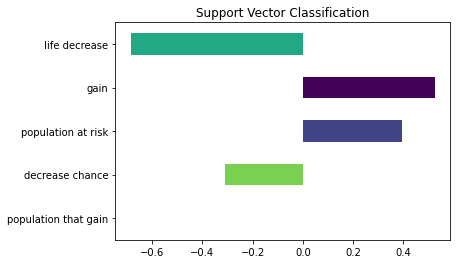 Support Vector Classification
life decrease
gain
population at risk
decrease chance
population that gain
−0.6 −0.4 −0.2 0.0 0.2 0.4